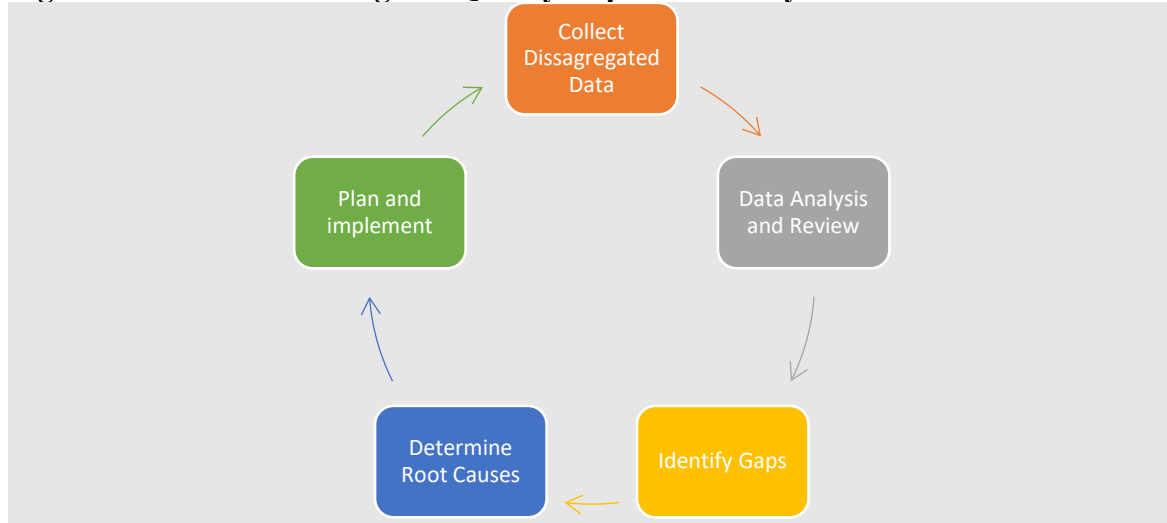 Collect
Dissagregated
Data
Data Analysis
and Review
Identify Gaps
Determine
Root Causes
Plan and
implement